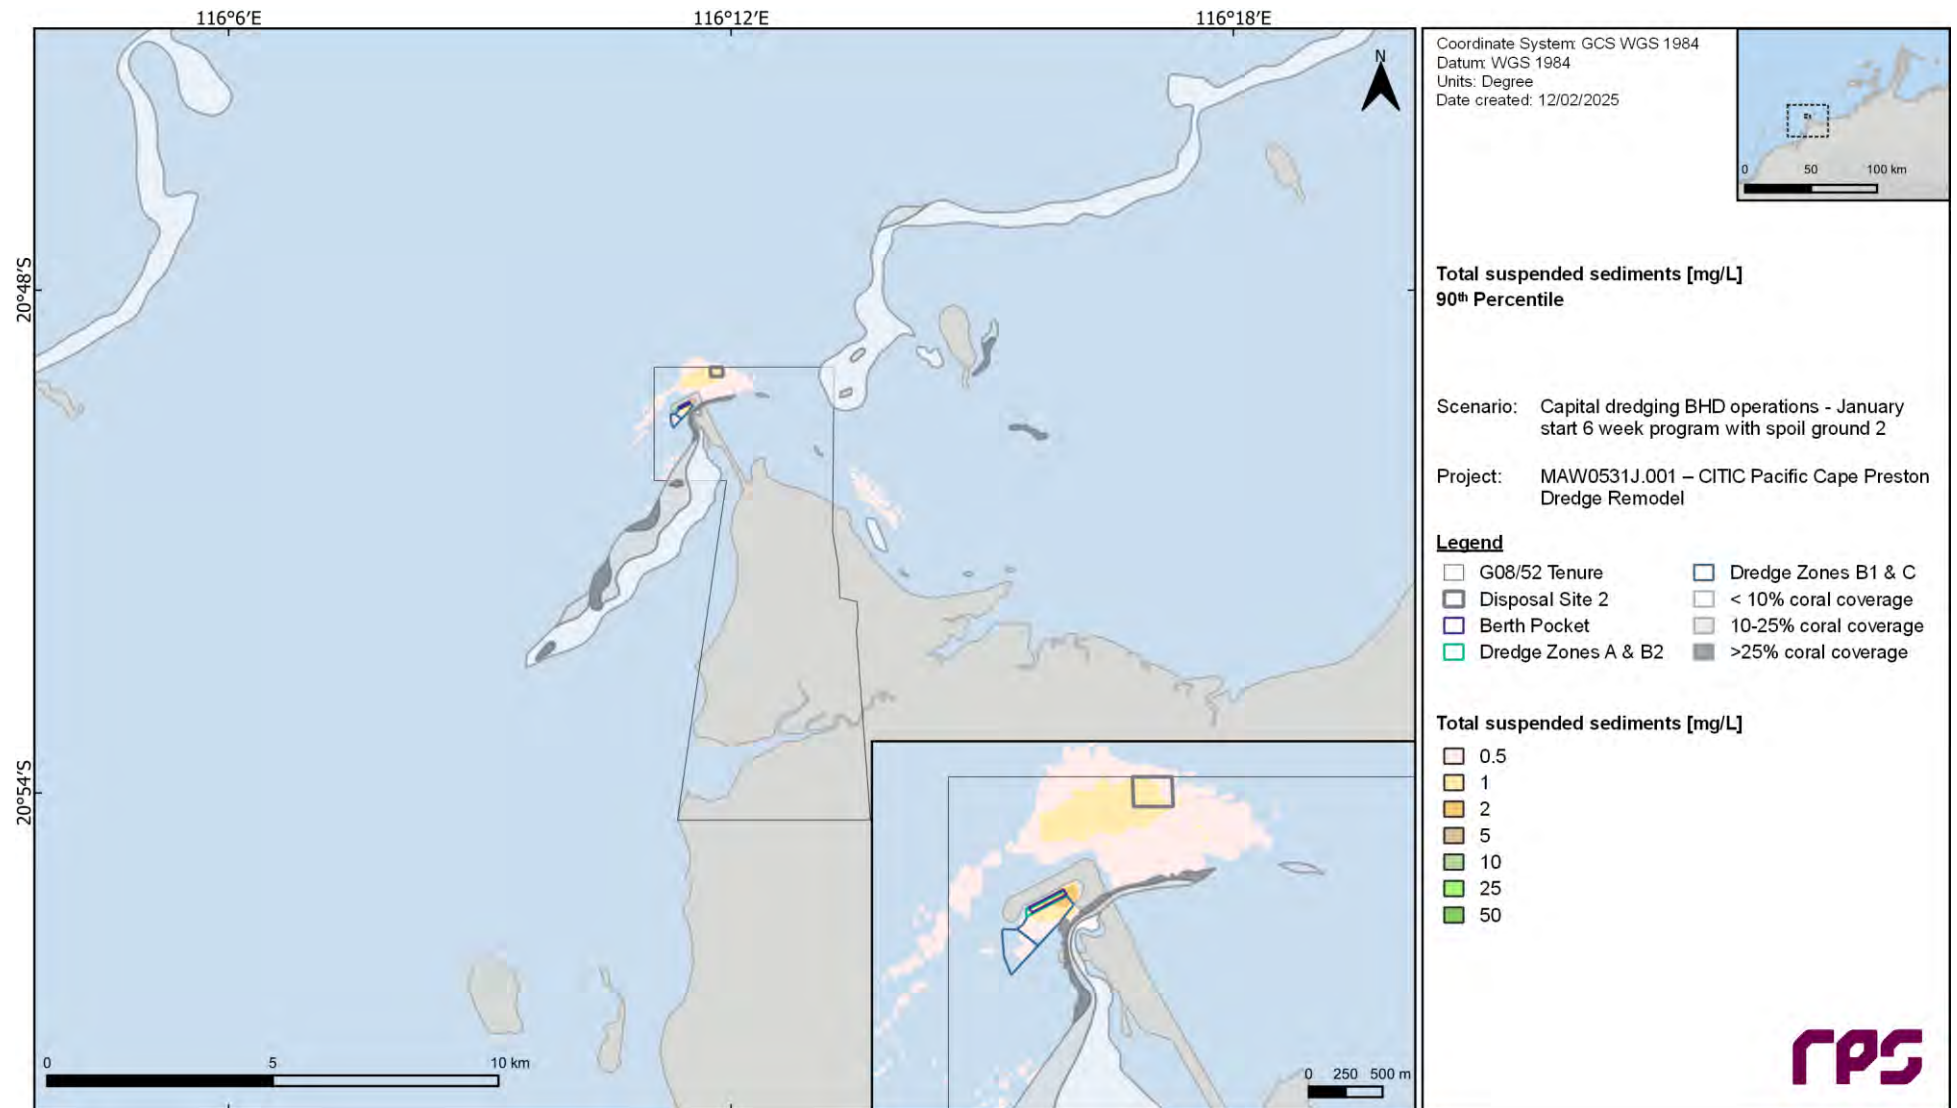 116°6′E
116°12′E
116°18′E
20°48′S
20°54′S
N
0
5
10 km
0
250
500 m
Coordinate System: GCS WGS 1984
Datum: WGS 1984
Units: Degree
Date created: 12/02/2025
0
50
100 km
Total suspended sediments [mg/L]
90th Percentile
Scenario: Capital dredging BHD operations - January
start 6 week program with spoil ground 2
Project: MAW0531J.001 – CITIC Pacific Cape Preston
Dredge Remodel
Legend
G08/52 Tenure
Disposal Site 2
Berth Pocket
Dredge Zones A & B2
Dredge Zones B1 & C
< 10% coral coverage
10-25% coral coverage
>25% coral coverage
Total suspended sediments [mg/L]
0.5
1
2
5
10
25
50
rps